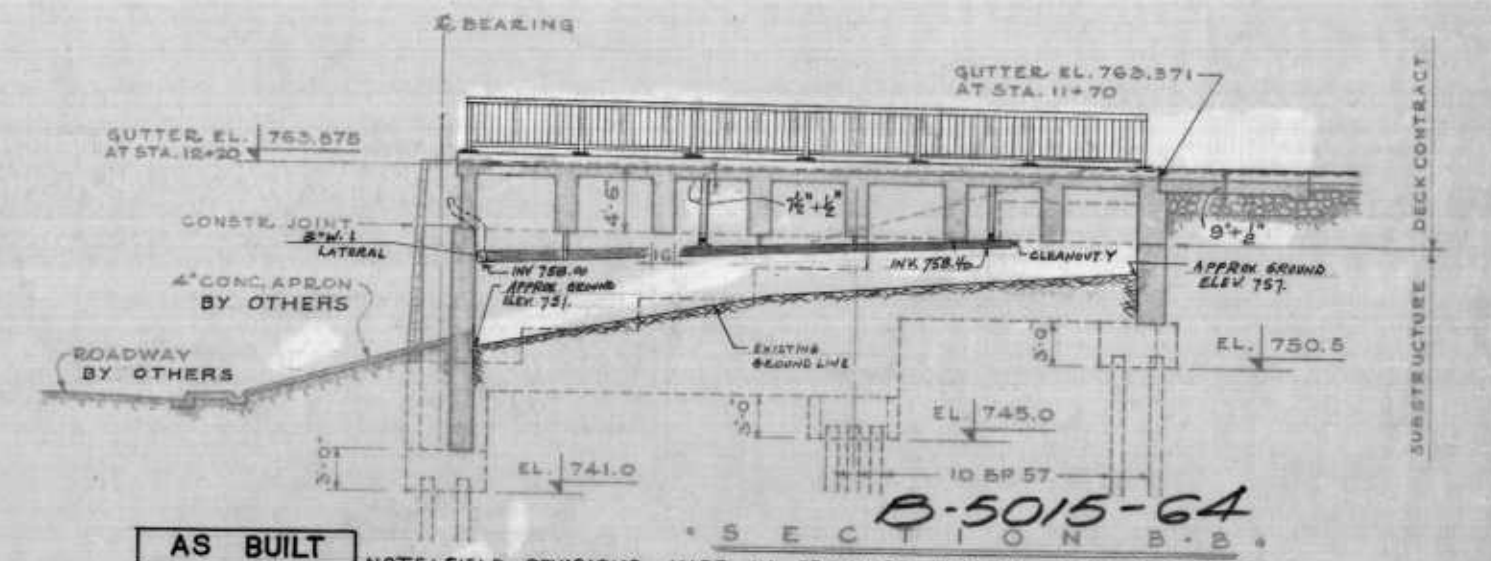 ℄ BEARING
GUTTER EL. 763.371
AT STA. 11+70
GUTTER EL. 763.875
AT STA. 12+20
DECK CONTRACT
4'-6"
7½"+½"
CONSTR. JOINT
3" W.I.
LATORAL
9"+½"
INV 758.00
APPROX GROUND
ELEV. 751.
INV. 758.40
CLEANOUT Y
APPROX GROUND
ELEV. 757.
4" CONC. APRON
BY OTHERS
ROADWAY
BY OTHERS
EXISTING
GROUND LINE
3'-0"
EL. 750.5
SUBSTRUCTURE
3'-0"
EL. 745.0
3'-0"
EL. 741.0
10 BP 57
B-5015-64
SECTION B-B
AS BUILT